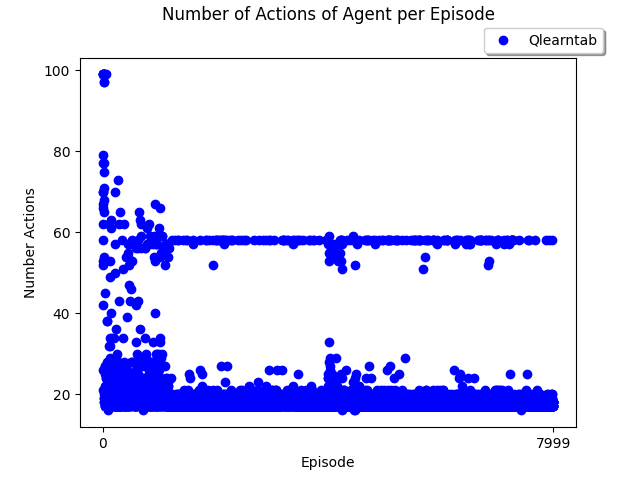 Number of Actions of Agent per Episode
Qlearntab
100
80
60
40
20
Number Actions
0
7999
Episode